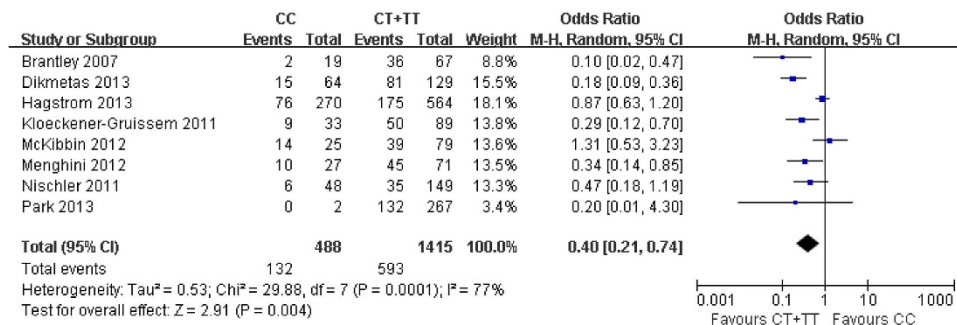 CC CT+TT Odds Ratio Odds Ratio
Study or Subgroup Events Total Events Total Weight M-H, Random, 95% CI M-H, Random, 95% CI
Brantley 2007 2 19 36 67 8.8% 0.10 [0.02, 0.47]
Dikmetas 2013 15 64 81 129 15.5% 0.18 [0.09, 0.36]
Hagstrom 2013 76 270 175 564 18.1% 0.87 [0.63, 1.20]
Kloeckener-Gruissem 2011 9 33 50 89 13.8% 0.29 [0.12, 0.70]
McKibbin 2012 14 25 39 79 13.6% 1.31 [0.53, 3.23]
Menghini 2012 10 27 45 71 13.5% 0.34 [0.14, 0.85]
Nischler 2011 6 48 35 149 13.3% 0.47 [0.18, 1.19]
Park 2013 0 2 132 267 3.4% 0.20 [0.01, 4.30]
Total (95% CI) 488 1415 100.0% 0.40 [0.21, 0.74]
Total events 132 593
Heterogeneity: Tau² = 0.53; Chi² = 29.88, df = 7 (P = 0.0001); I² = 77%
Test for overall effect: Z = 2.91 (P = 0.004)
0.001 0.1 1 10 1000
Favours CT+TT Favours CC